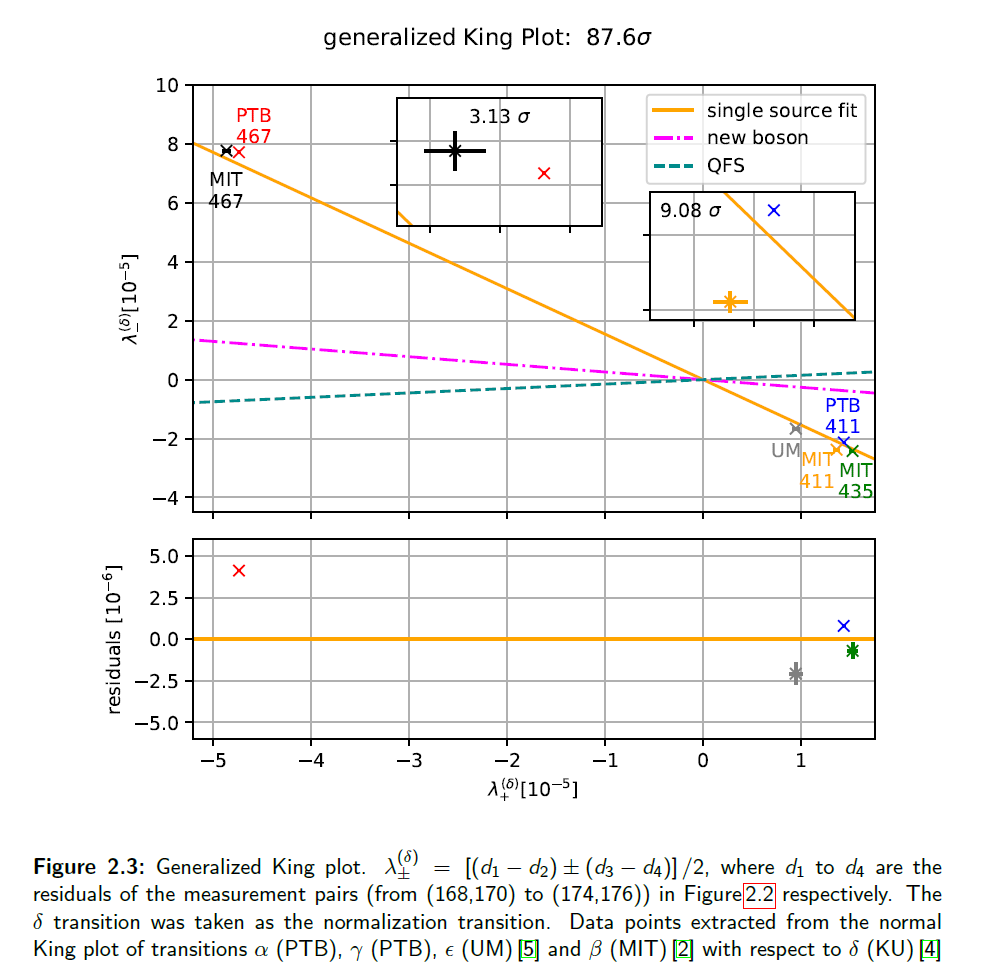 generalized King Plot: 87.6σ
10
8
6
4
2
0
−2
−4
λ₋^(δ)[10⁻⁵]
PTB
467
MIT
467
3.13 σ
single source fit
new boson
QFS
9.08 σ
PTB
411
UM
MIT
411
MIT
435
5.0
2.5
0.0
−2.5
−5.0
residuals [10⁻⁶]
−5 −4 −3 −2 −1 0 1
λ₊^(δ)[10⁻⁵]
Figure 2.3: Generalized King plot. λ±^(δ) = [(d₁ − d₂) ± (d₃ − d₄)] /2, where d₁ to d₄ are the
residuals of the measurement pairs (from (168,170) to (174,176)) in Figure2.2 respectively. The
δ transition was taken as the normalization transition. Data points extracted from the normal
King plot of transitions α (PTB), γ (PTB), ϵ (UM) [5] and β (MIT) [2] with respect to δ (KU) [4]